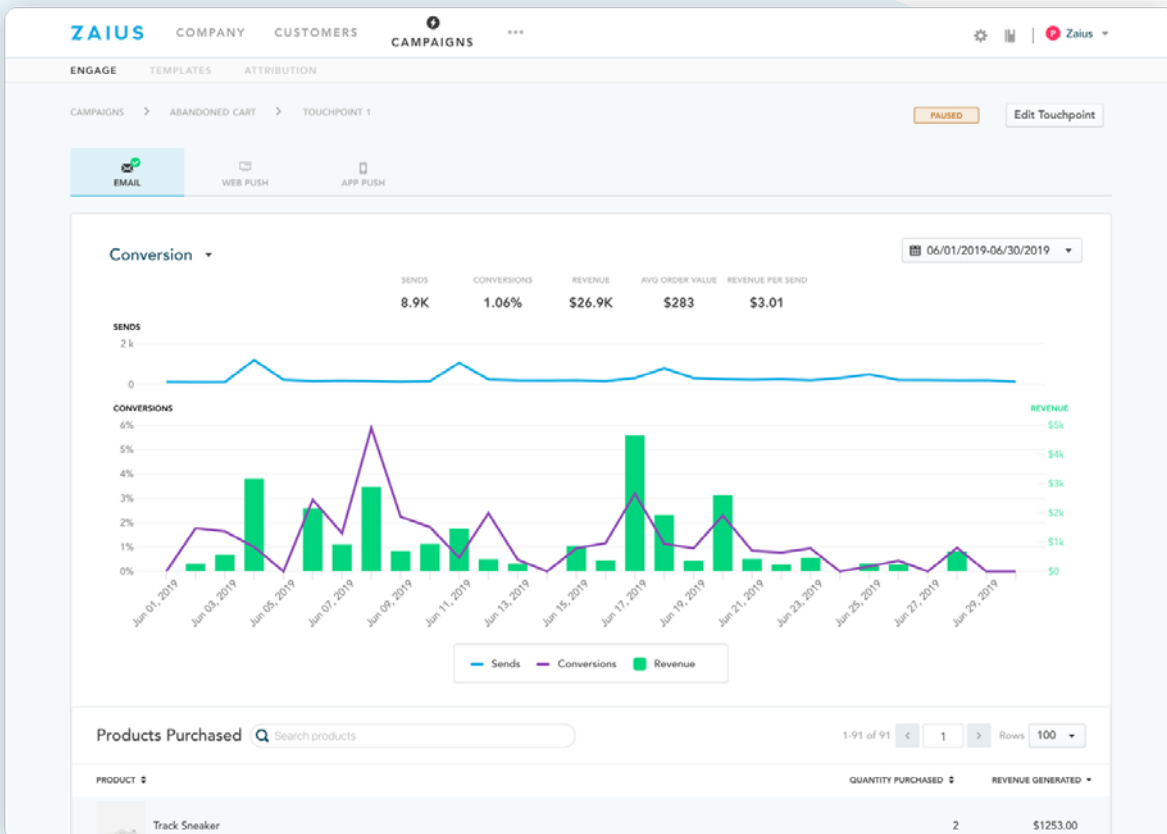 ZAIUS COMPANY CUSTOMERS CAMPAIGNS Zaius
ENGAGE TEMPLATES ATTRIBUTION
CAMPAIGNS > ABANDONED CART > TOUCHPOINT 1 PAUSED Edit Touchpoint
EMAIL WEB PUSH APP PUSH
Conversion 06/01/2019-06/30/2019
SENDS CONVERSIONS REVENUE AVG ORDER VALUE REVENUE PER SEND
8.9K 1.06% $26.9K $283 $3.01
SENDS
2 k
0
CONVERSIONS REVENUE
6% $5k
5% $4k
4% $3k
3% $2k
2% $1k
1% $0
0%
Jun 01, 2019 Jun 03, 2019 Jun 05, 2019 Jun 07, 2019 Jun 09, 2019 Jun 11, 2019 Jun 13, 2019 Jun 15, 2019 Jun 17, 2019 Jun 19, 2019 Jun 21, 2019 Jun 23, 2019 Jun 25, 2019 Jun 27, 2019 Jun 29, 2019
Sends Conversions Revenue
Products Purchased Search products 1-91 of 91 < 1 > Rows 100
PRODUCT QUANTITY PURCHASED REVENUE GENERATED
Track Sneaker 2 $1253.00